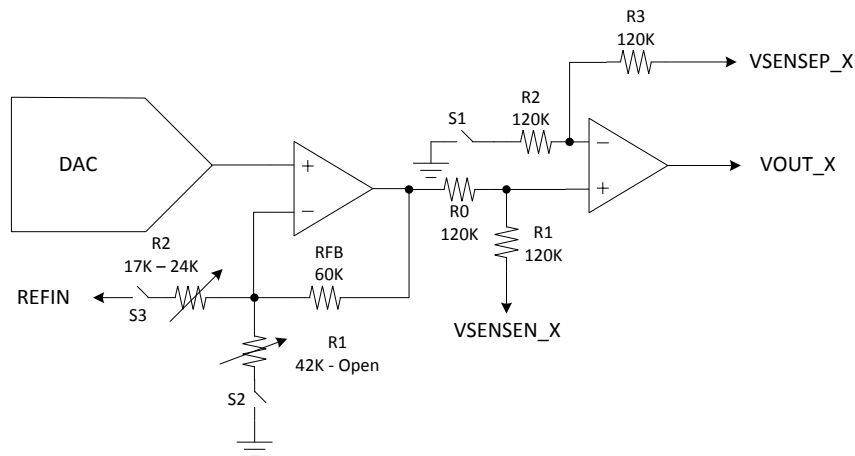 R3
120K
VSENSEP_X
R2
120K
S1
DAC
+
−
−
+
VOUT_X
R0
120K
R1
120K
R2
17K – 24K
RFB
60K
REFIN
S3
VSENSEN_X
R1
42K - Open
S2